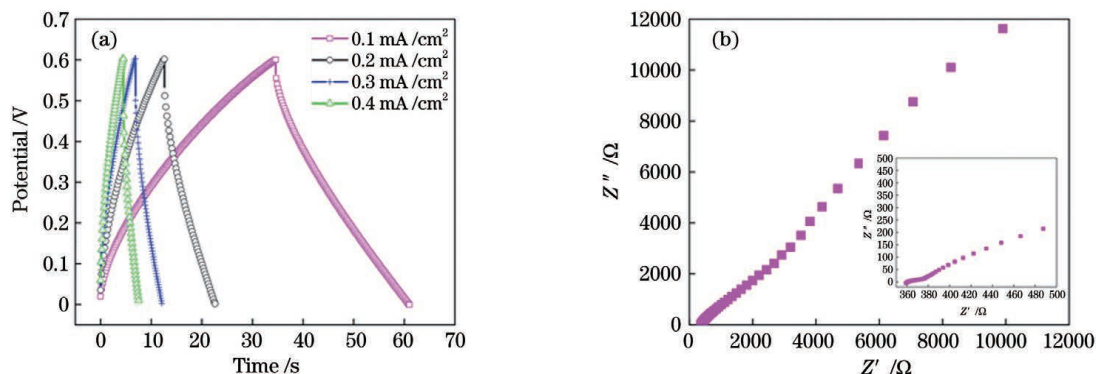 (a)
0.1 mA /cm²
0.2 mA /cm²
0.3 mA /cm²
0.4 mA /cm²
Potential /V
0.7
0.6
0.5
0.4
0.3
0.2
0.1
0
0 10 20 30 40 50 60 70
Time /s
(b)
Z″ /Ω
12000
10000
8000
6000
4000
2000
0
0 2000 4000 6000 8000 10000 12000
Z′ /Ω
Z″ /Ω
500
450
400
350
300
250
200
150
100
50
0
360 380 400 420 440 460 480 500
Z′ /Ω